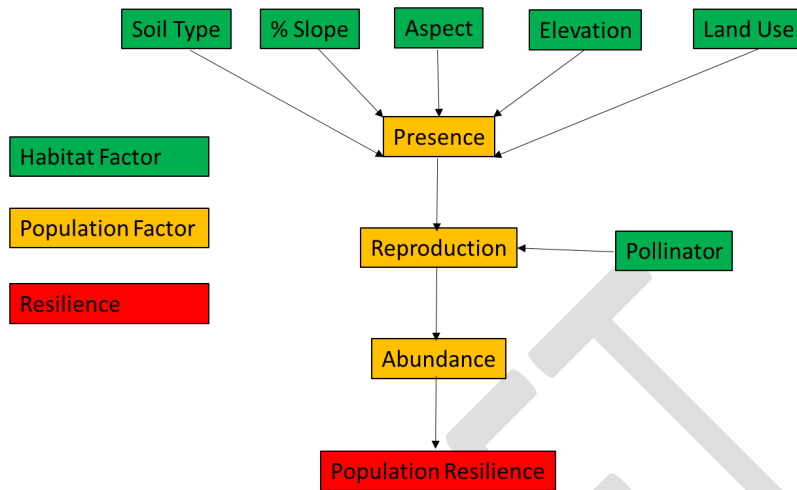 Soil Type
% Slope
Aspect
Elevation
Land Use
Presence
Habitat Factor
Population Factor
Reproduction
Pollinator
Resilience
Abundance
Population Resilience